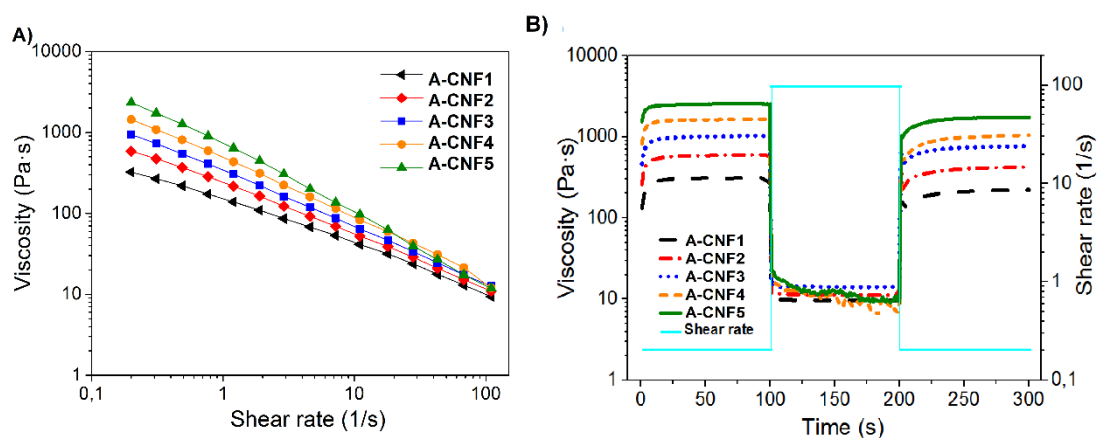 A)
Viscosity (Pa·s)
10000
1000
100
10
1
0,1
1
10
100
Shear rate (1/s)
A-CNF1
A-CNF2
A-CNF3
A-CNF4
A-CNF5
B)
Viscosity (Pa·s)
10000
1000
100
10
1
0
50
100
150
200
250
300
Time (s)
100
10
1
0,1
Shear rate (1/s)
A-CNF1
A-CNF2
A-CNF3
A-CNF4
A-CNF5
Shear rate